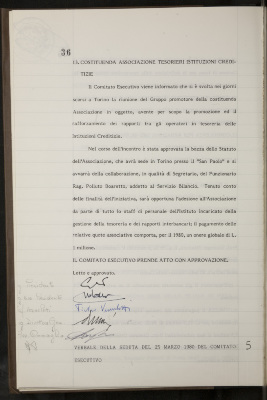 36
IL COSTITUENDA ASSOCIAZIONE TESORIERI ISTITUZIONI CREDI-
TIZIE
Il Comitato Esecutivo viene informato che si è svolta nei giorni
scorsi a Torino la riunione del Gruppo promotore della costituenda
Associazione in oggetto, avente per scopo la promozione ed il
rafforzamento dei rapporti tra gli operatori in tesoreria delle
Istituzioni Creditizie.
Nel corso dell'incontro è stata approvata la bozza dello Statuto
dell'Associazione, che avrà sede in Torino presso il "San Paolo" e si
avvarrà della collaborazione, in qualità di Segretario, del Funzionario
Rag. addetto al Servizio Bilancio. Tenuto conto
delle finalità dell'iniziativa, sarà opportuna l'adesione all'Associazione
da parte di tutto lo staff di personale dell'Istituto incaricato della
gestione della tesoreria e dei rapporti interbancari; il pagamento delle
relative quote associative comporta, per il 1980, un onere globale di L.
1 milione.
IL COMITATO ESECUTIVO PRENDE ATTO CON APPROVAZIONE.
Letto e approvato.
VERBALE DELLA SEDUTA DEL 25 MARZO 1980 DEL COMITATO
ESECUTIVO
5